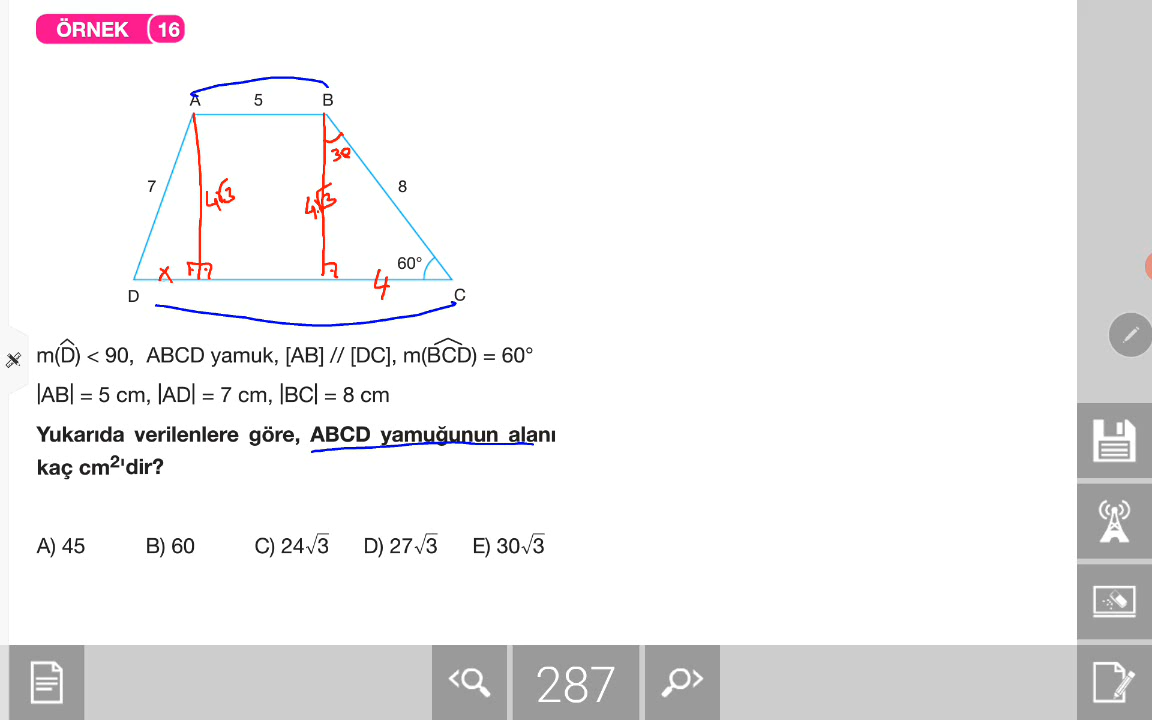 ÖRNEK 16
A 5 B
30
7 4√3 4√3 8
x 4 60°
D C
m(D̂) < 90, ABCD yamuk, [AB] // [DC], m(BĈD) = 60°
|AB| = 5 cm, |AD| = 7 cm, |BC| = 8 cm
Yukarıda verilenlere göre, ABCD yamuğunun alanı
kaç cm²'dir?
A) 45 B) 60 C) 24√3 D) 27√3 E) 30√3
287